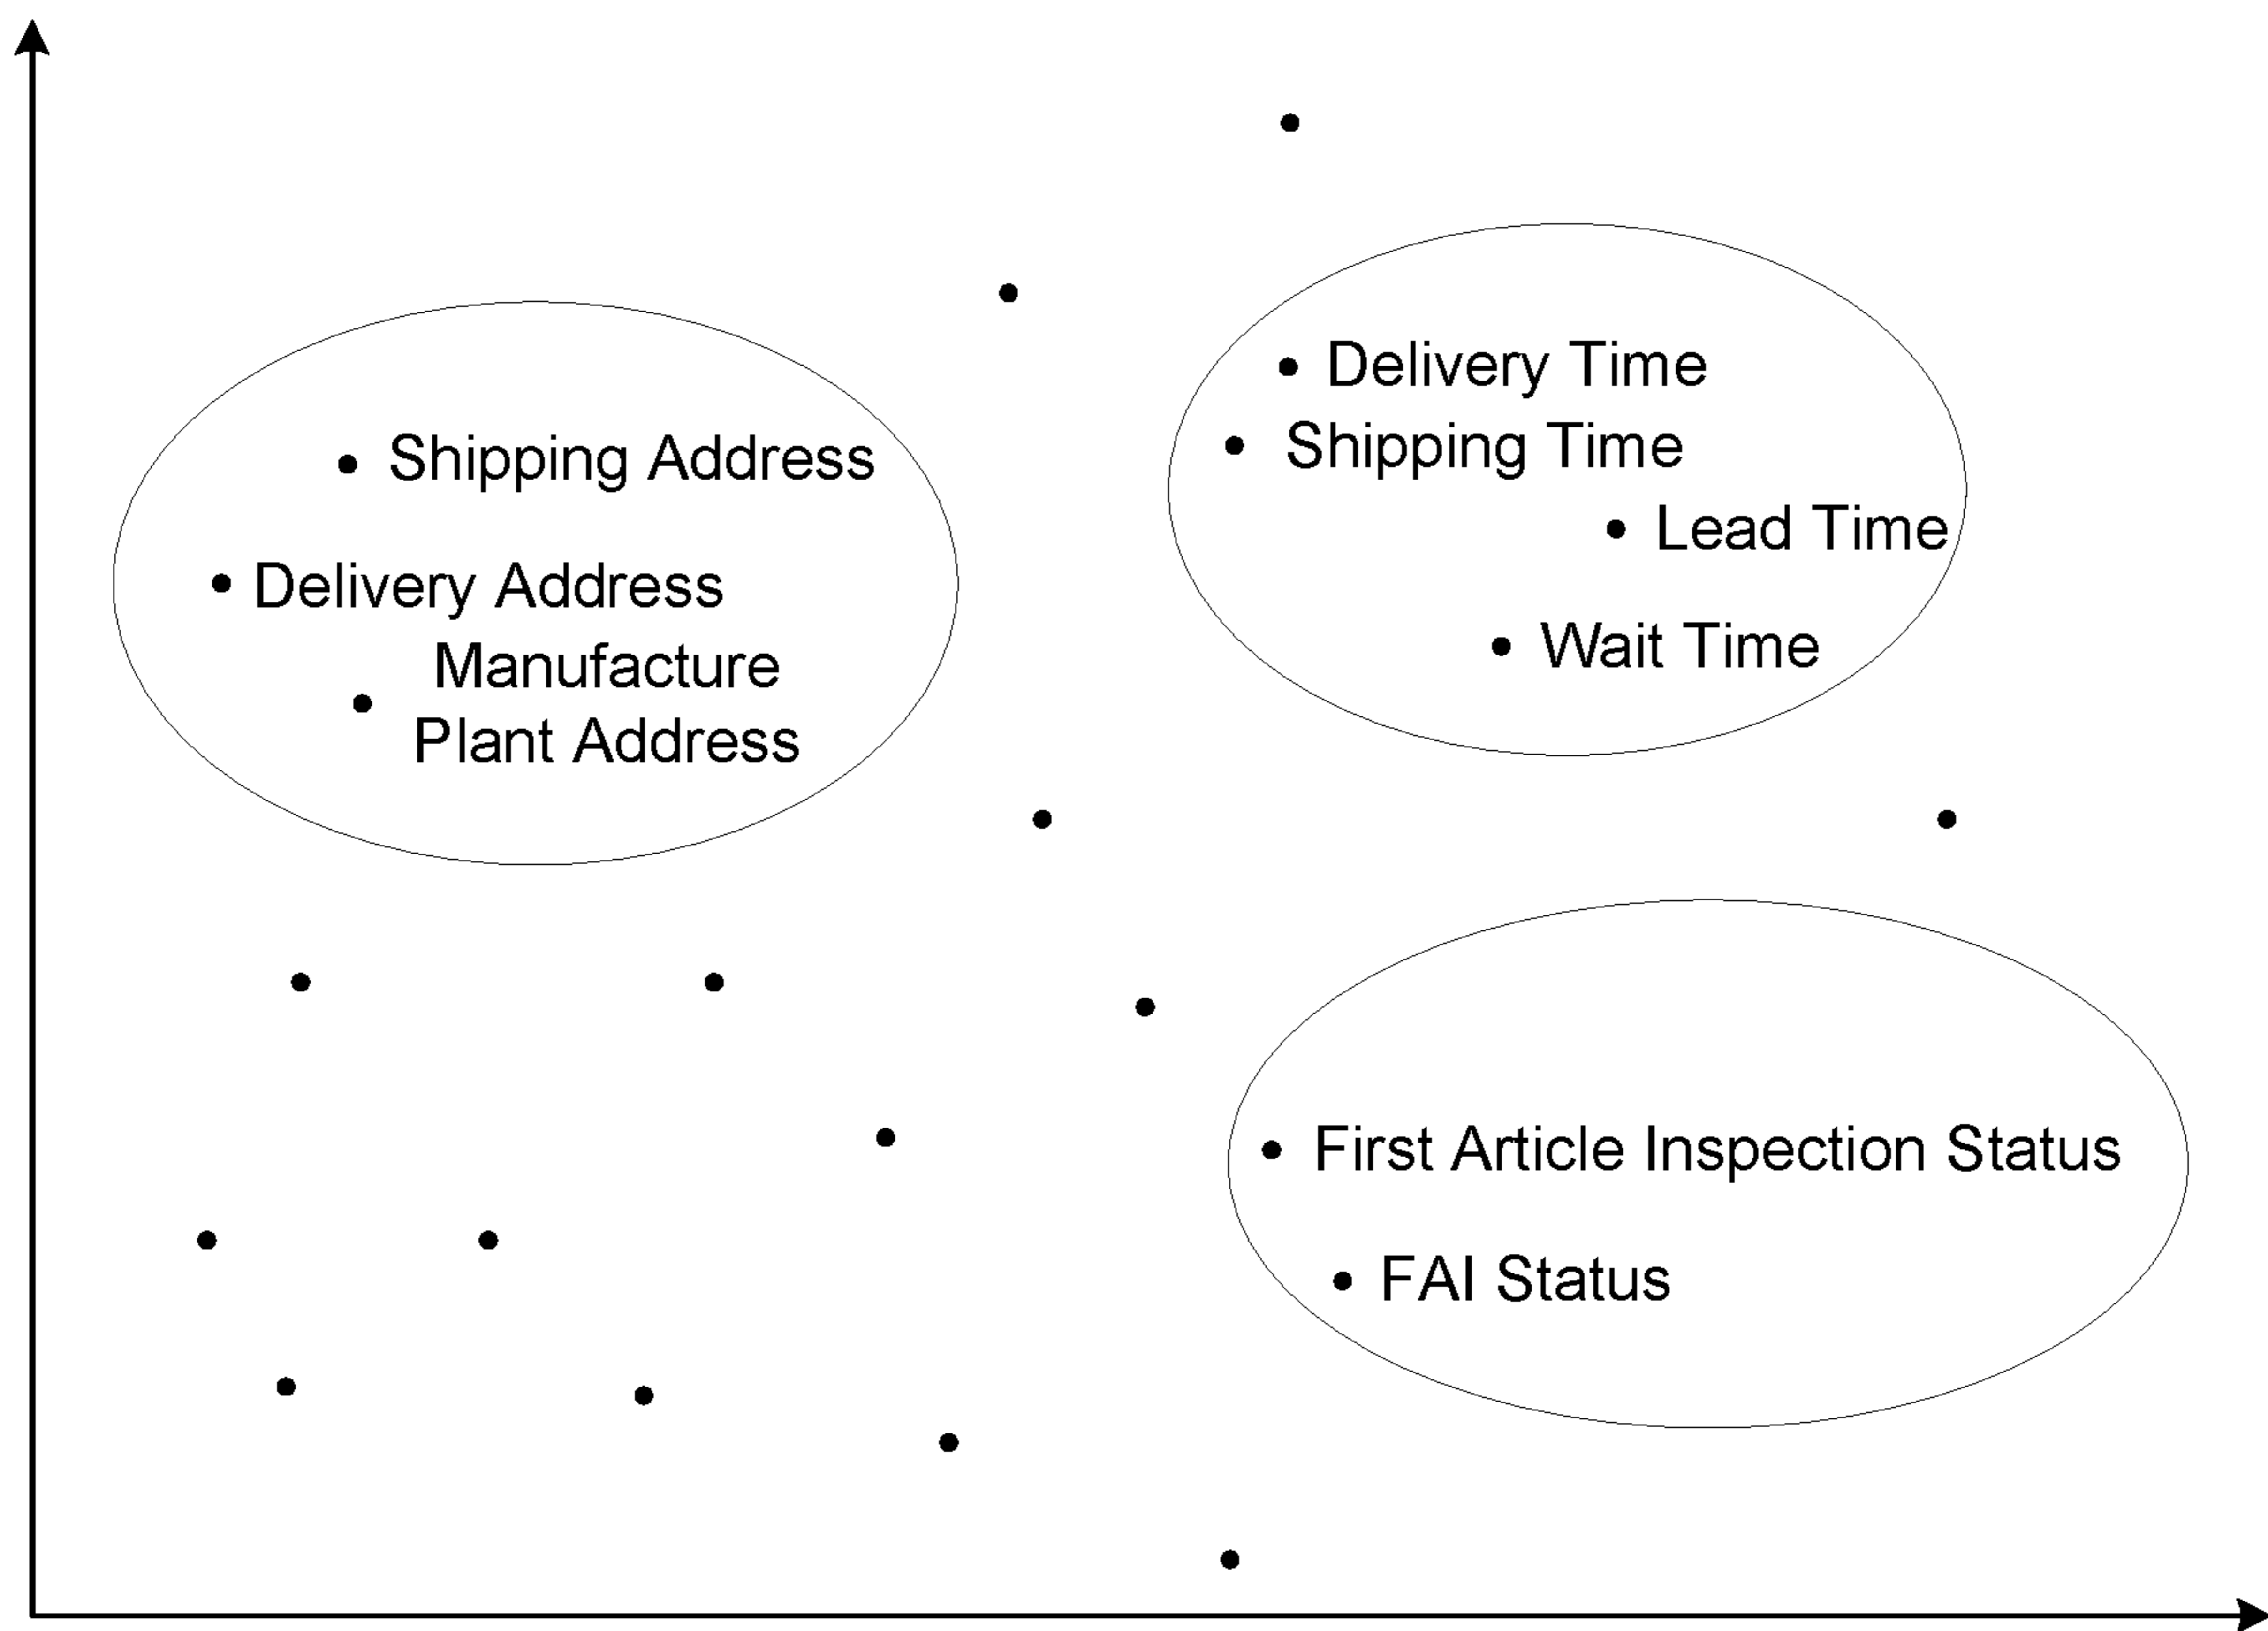 Shipping Address
Delivery Address
Manufacture
Plant Address
Delivery Time
Shipping Time
Lead Time
Wait Time
First Article Inspection Status
FAI Status